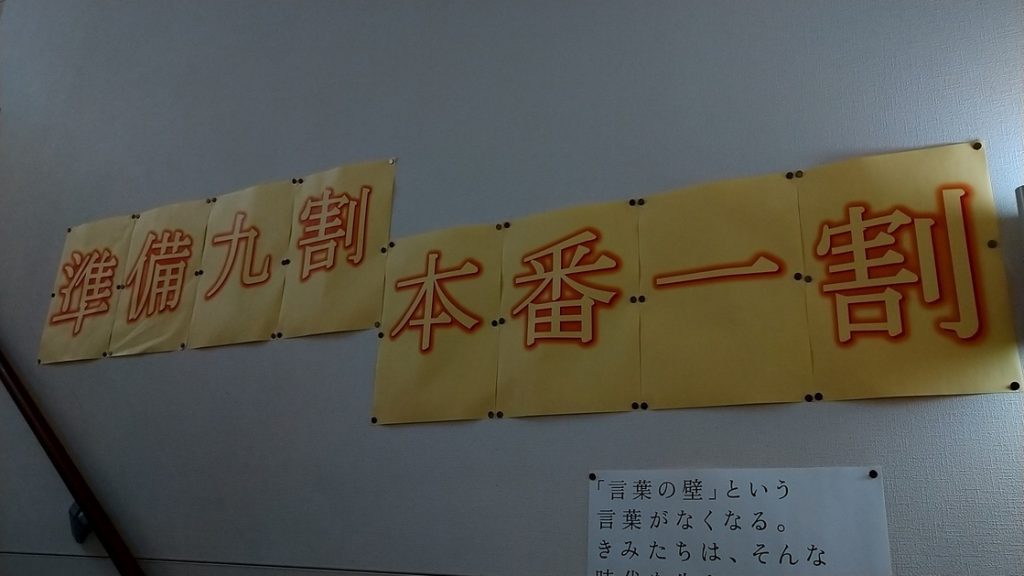 準備九割
本番一割
「言葉の壁」という
言葉がなくなる。
きみたちは、そんな